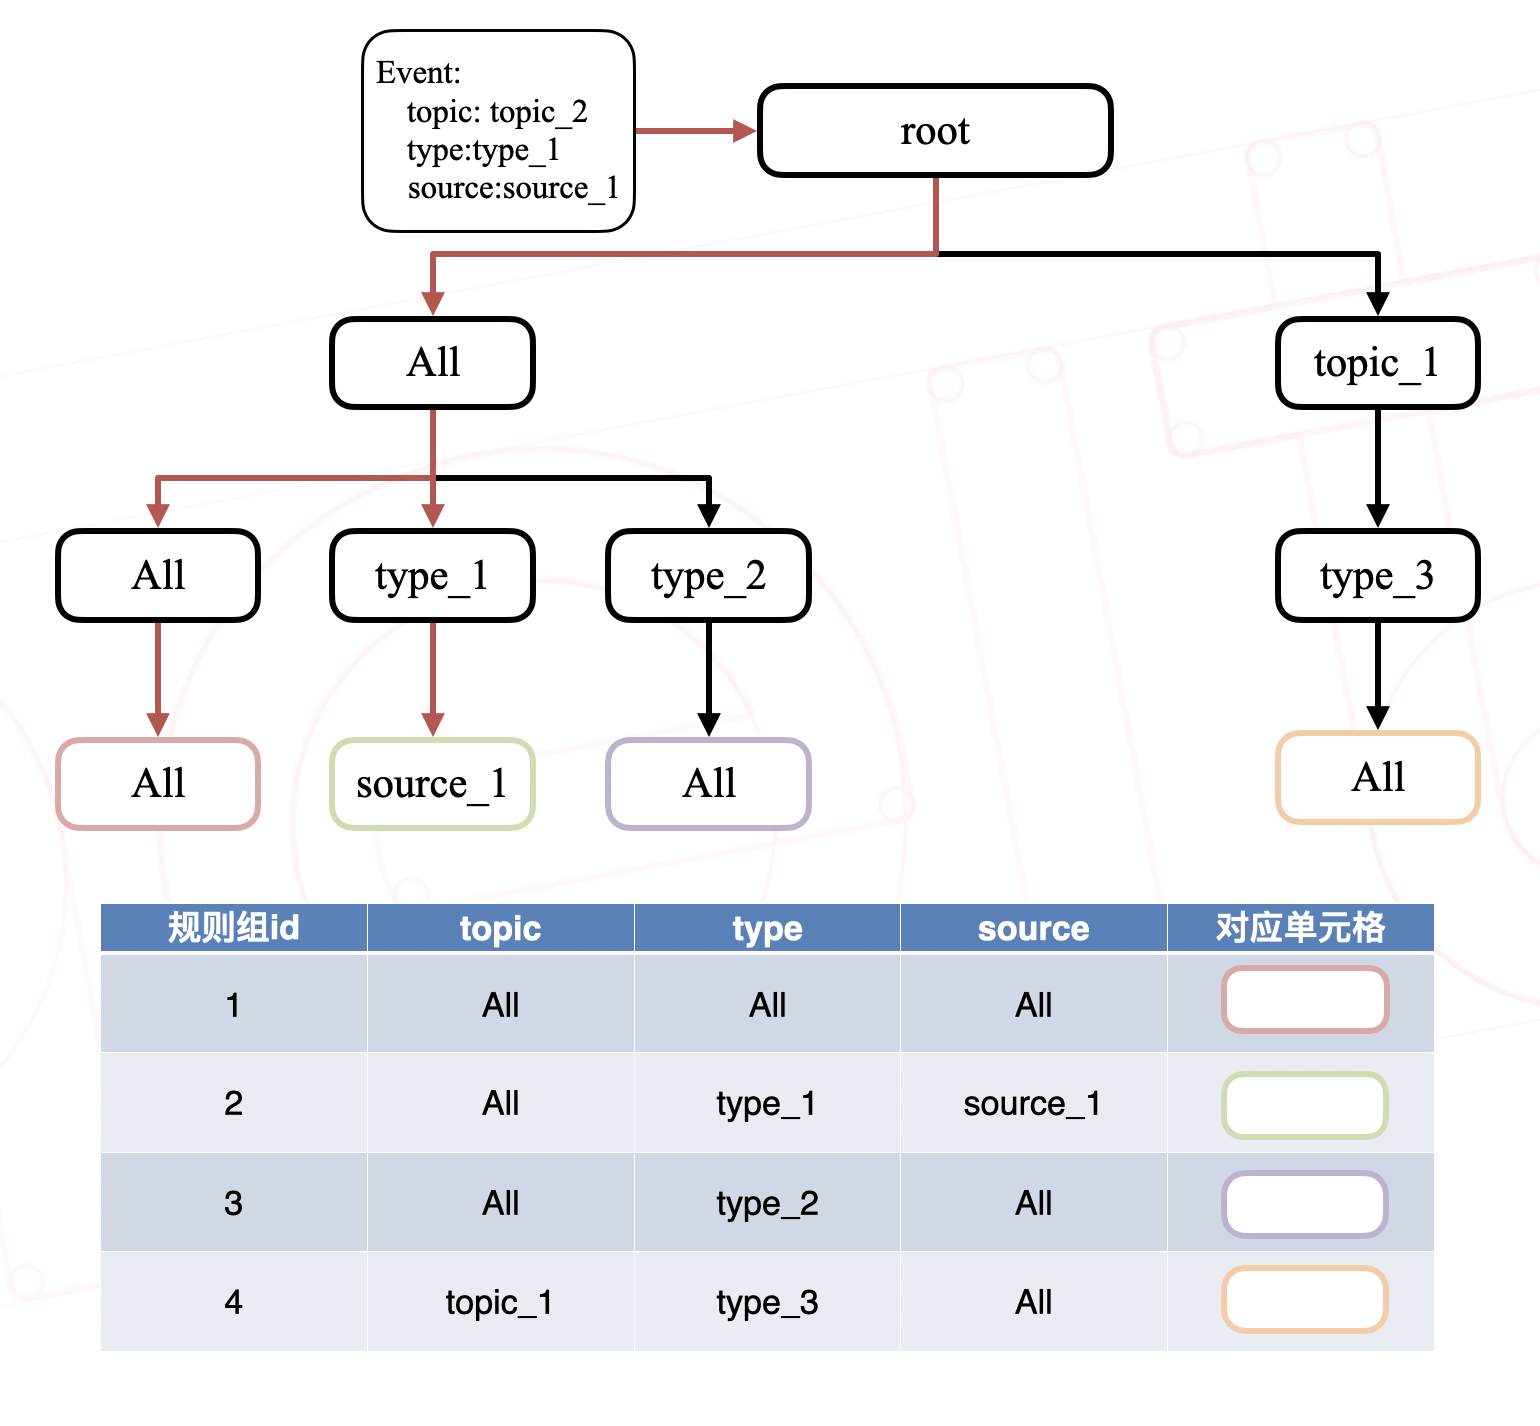 Event:
topic: topic_2
type:type_1
source:source_1
root
All
topic_1
All
type_1
type_2
type_3
All
source_1
All
All
规则组id topic type source 对应单元格
1 All All All
2 All type_1 source_1
3 All type_2 All
4 topic_1 type_3 All